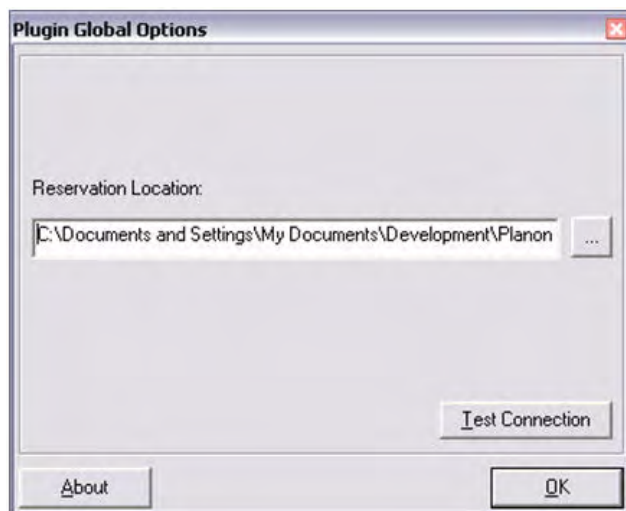 Plugin Global Options
Reservation Location:
C:\Documents and Settings\My Documents\Development\Planon
...
Test Connection
About
OK